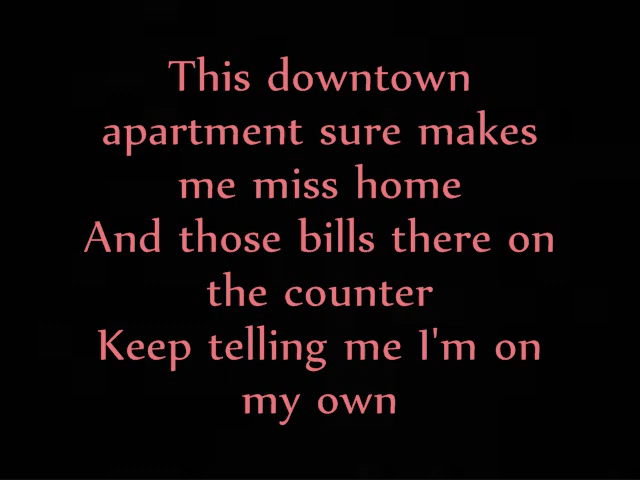 This downtown
apartment sure makes
me miss home
And those bills there on
the counter
Keep telling me I'm on
my own